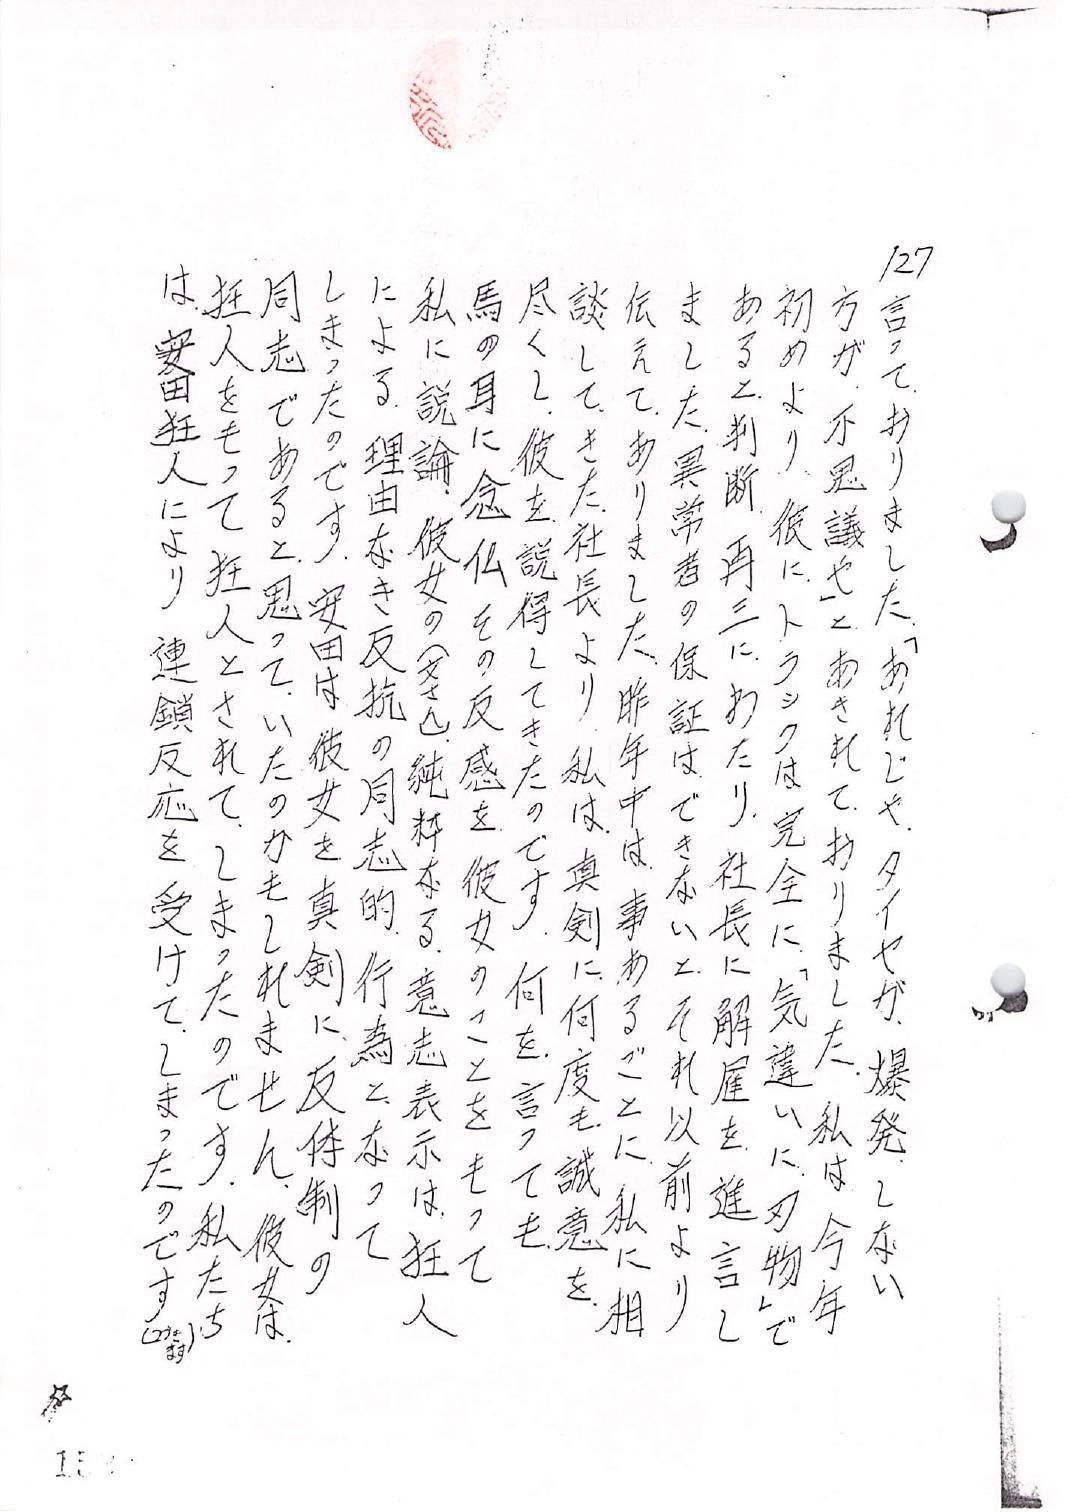 127
言って、おりました。「あれじゃ、タイヤが、爆発、しない
方が、不思議や」と、あきれて、おりました、私は、今年
初めより、彼に、トラックは完全に、「気違いに、刃物」で
あると、判断、再三に、わたり、社長に解雇を、進言し
ました、異常者の保証は、できないと、それ以前より
伝えて、ありました、昨年中は、事あるごとに、私に相
談して、きた、社長より、私は、真剣に、何度も、誠意を、
尽くし、彼を、説得してきたのです、何を、言っても、
馬の耳に念仏、その反感を、彼女のことを、もって
私に説論、彼女の(父さん)、純粋なる、意志表示は、狂人
による、理由なき反抗の同志的、行為と、なって
しまったのです、安田は、彼女を、真剣に、反体制の
同志であると、思って、いたのかもしれません、彼女は、
狂人をもって、狂人とされて、しまったのです、私たち
は、安田狂人により、連鎖反応を、受けて、しまったのです
(つづきます)